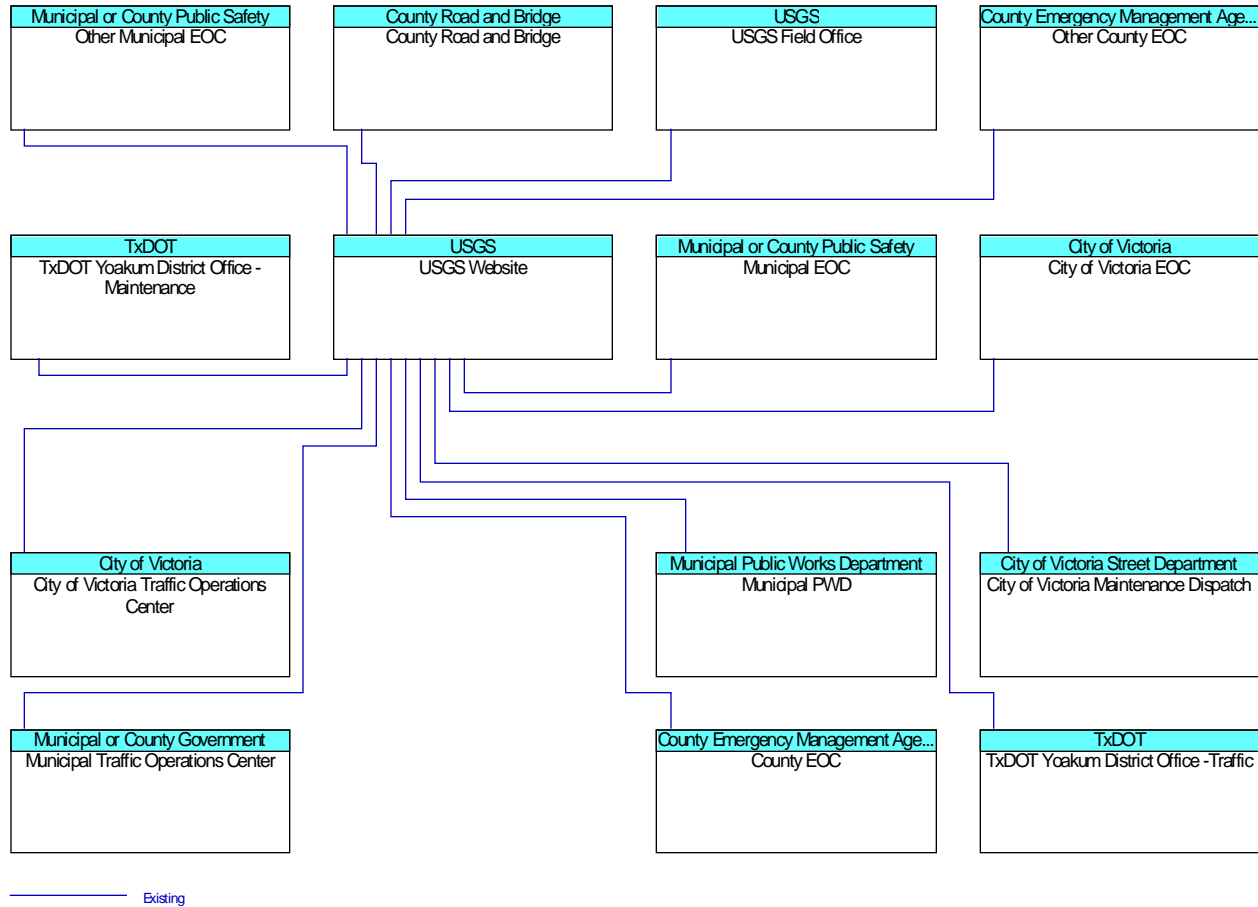 Municipal or County Public Safety
Other Municipal EOC
County Road and Bridge
County Road and Bridge
USGS
USGS Field Office
County Emergency Management Age...
Other County EOC
TxDOT
TxDOT Yoakum District Office -
Maintenance
USGS
USGS Website
Municipal or County Public Safety
Municipal EOC
City of Victoria
City of Victoria EOC
City of Victoria
City of Victoria Traffic Operations
Center
Municipal Public Works Department
Municipal PWD
City of Victoria Street Department
City of Victoria Maintenance Dispatch
Municipal or County Government
Municipal Traffic Operations Center
County Emergency Management Age...
County EOC
TxDOT
TxDOT Yoakum District Office -Traffic
Existing